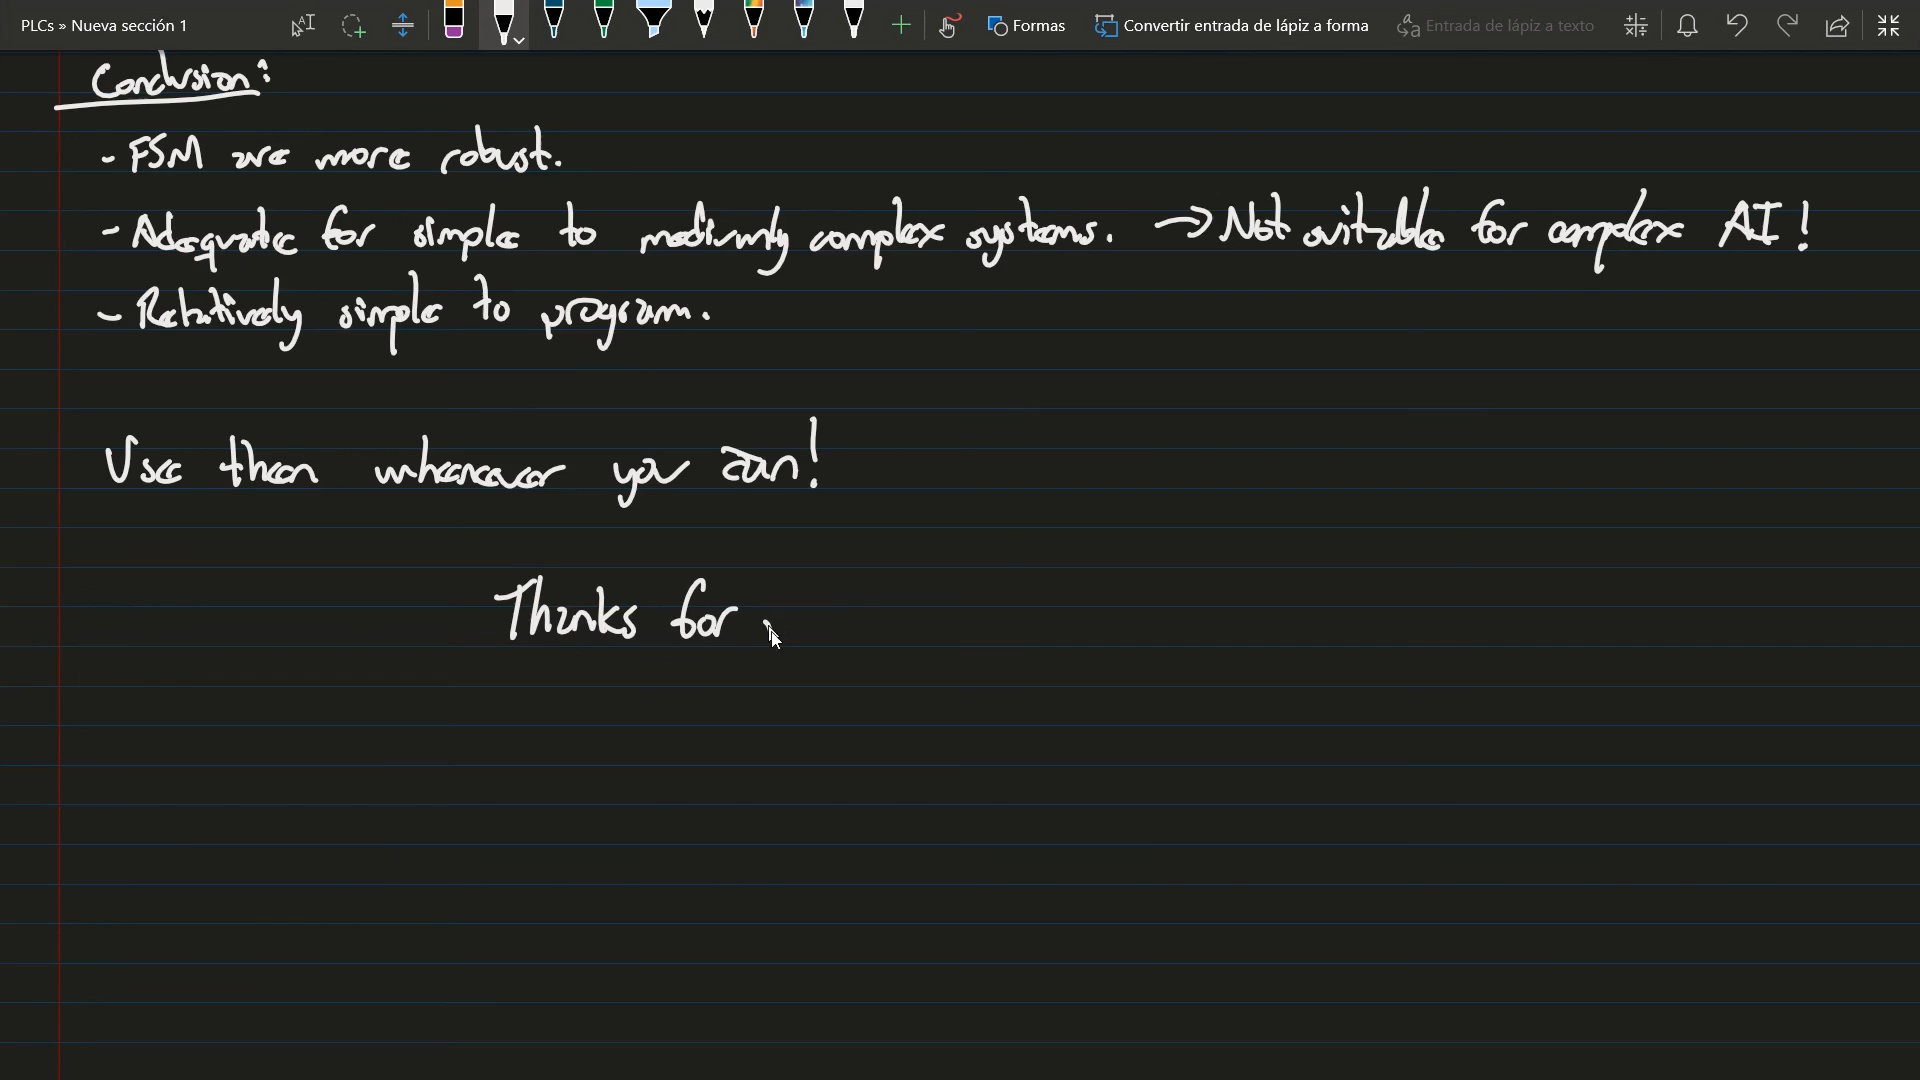 PLCs » Nueva sección 1 Formas Convertir entrada de lápiz a forma Entrada de lápiz a texto
Conclusion:
- FSM are more robust.
- Adequate for simple to mediumly complex systems. → Not suitable for complex AI!
- Relatively simple to program.
Use them whenever you can!
Thanks for